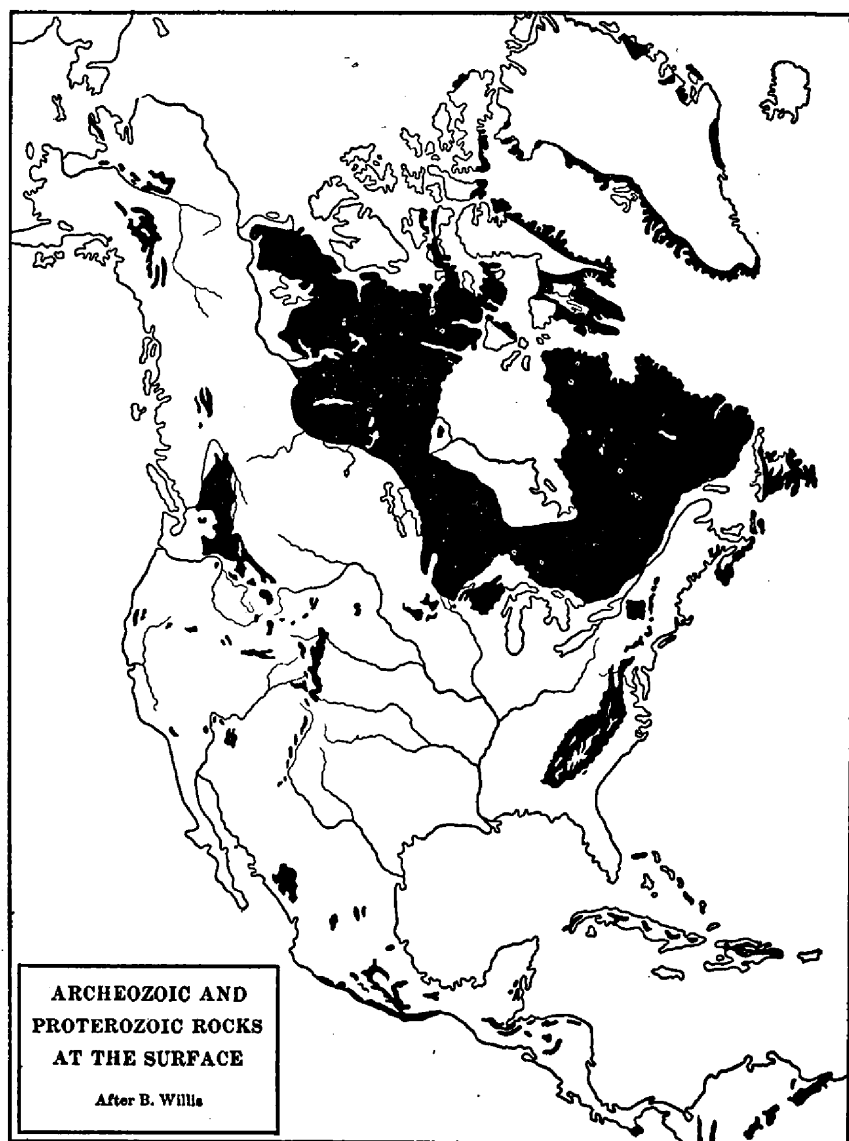 ARCHEOZOIC AND
PROTEROZOIC ROCKS
AT THE SURFACE
After B. Willis